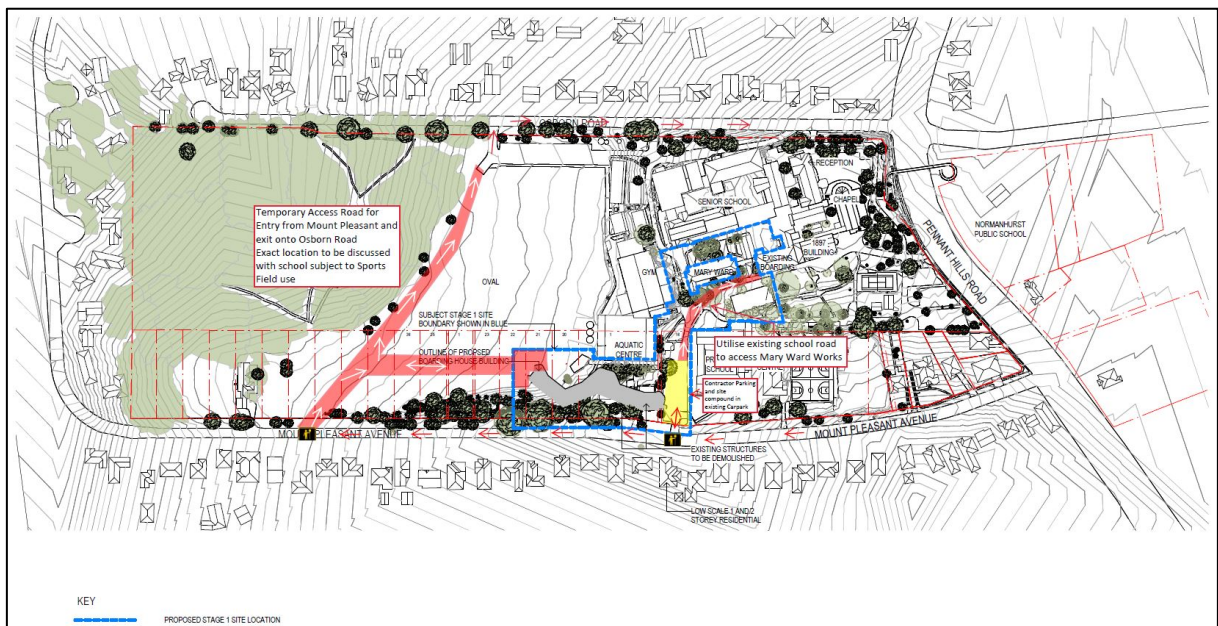 OSBORN ROAD
RECEPTION
SENIOR SCHOOL
CHAPEL
NORMANHURST
PUBLIC SCHOOL
PENNANT HILLS ROAD
Temporary Access Road for
Entry from Mount Pleasant and
exit onto Osborn Road
Exact location to be discussed
with school subject to Sports
Field use
1897
BUILDING
EXISTING
BOARDING
GYM
MARY WARD
OVAL
SUBJECT STAGE 1 SITE
BOUNDARY SHOWN IN BLUE
AQUATIC
CENTRE
OUTLINE OF PROPSED
BOARDING HOUSE BUILDING
Utilise existing school road
to access Mary Ward Works
SCHOOL
Contractor Parking
and site
compound in
existing Carpark
MOUNT PLEASANT AVENUE
MOUNT PLEASANT AVENUE
EXISTING STRUCTURES
TO BE DEMOLISHED
LOW SCALE 1 AND 2
STOREY RESIDENTIAL
KEY
PROPOSED STAGE 1 SITE LOCATION